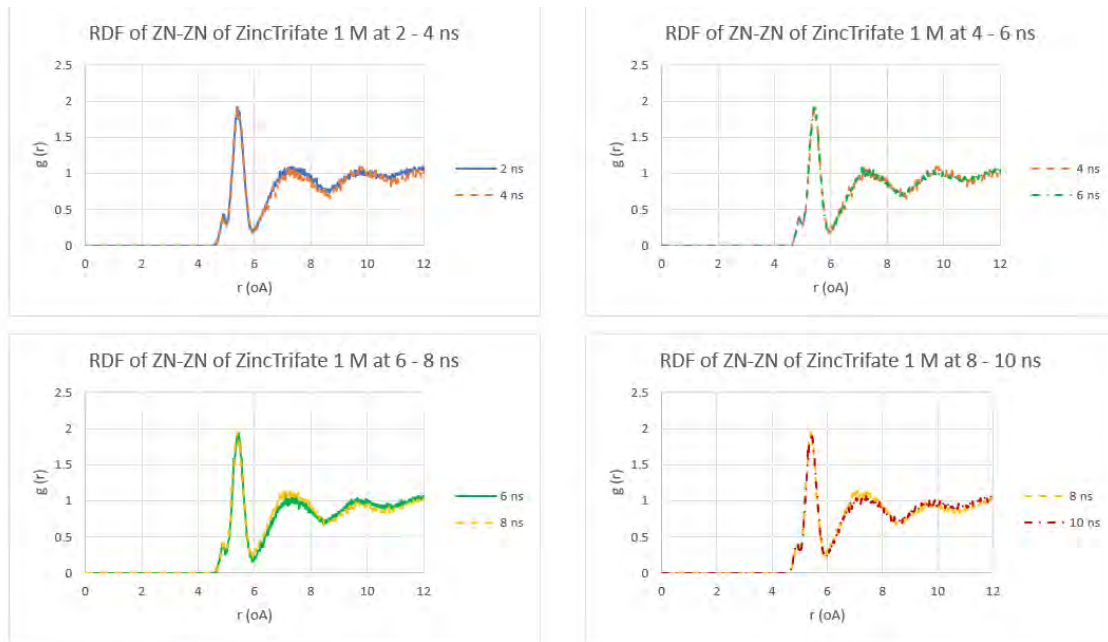 RDF of ZN-ZN of ZincTrifate 1 M at 2 - 4 ns
2.5
2
1.5
1
0.5
0
g (r)
0 2 4 6 8 10 12
r (oA)
2 ns
4 ns
RDF of ZN-ZN of ZincTrifate 1 M at 4 - 6 ns
2.5
2
1.5
1
0.5
0
g (r)
0 2 4 6 8 10 12
r (oA)
4 ns
6 ns
RDF of ZN-ZN of ZincTrifate 1 M at 6 - 8 ns
2.5
2
1.5
1
0.5
0
g (r)
0 2 4 6 8 10 12
r (oA)
6 ns
8 ns
RDF of ZN-ZN of ZincTrifate 1 M at 8 - 10 ns
2.5
2
1.5
1
0.5
0
g (r)
0 2 4 6 8 10 12
r (oA)
8 ns
10 ns